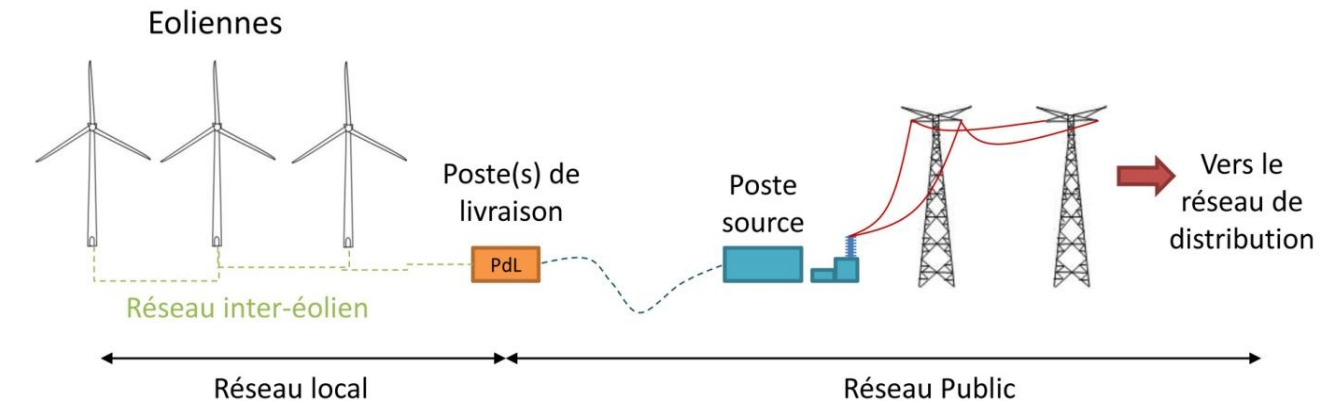 Eoliennes
Poste(s) de
livraison
PdL
Poste
source
Vers le
réseau de
distribution
Réseau inter-éolien
Réseau local
Réseau Public